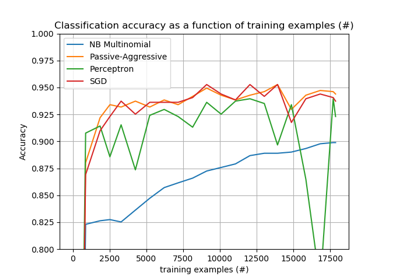 Classification accuracy as a function of training examples (#)
1.000
0.975
0.950
0.925
0.900
0.875
0.850
0.825
0.800
Accuracy
NB Multinomial
Passive-Aggressive
Perceptron
SGD
0 2500 5000 7500 10000 12500 15000 17500
training examples (#)